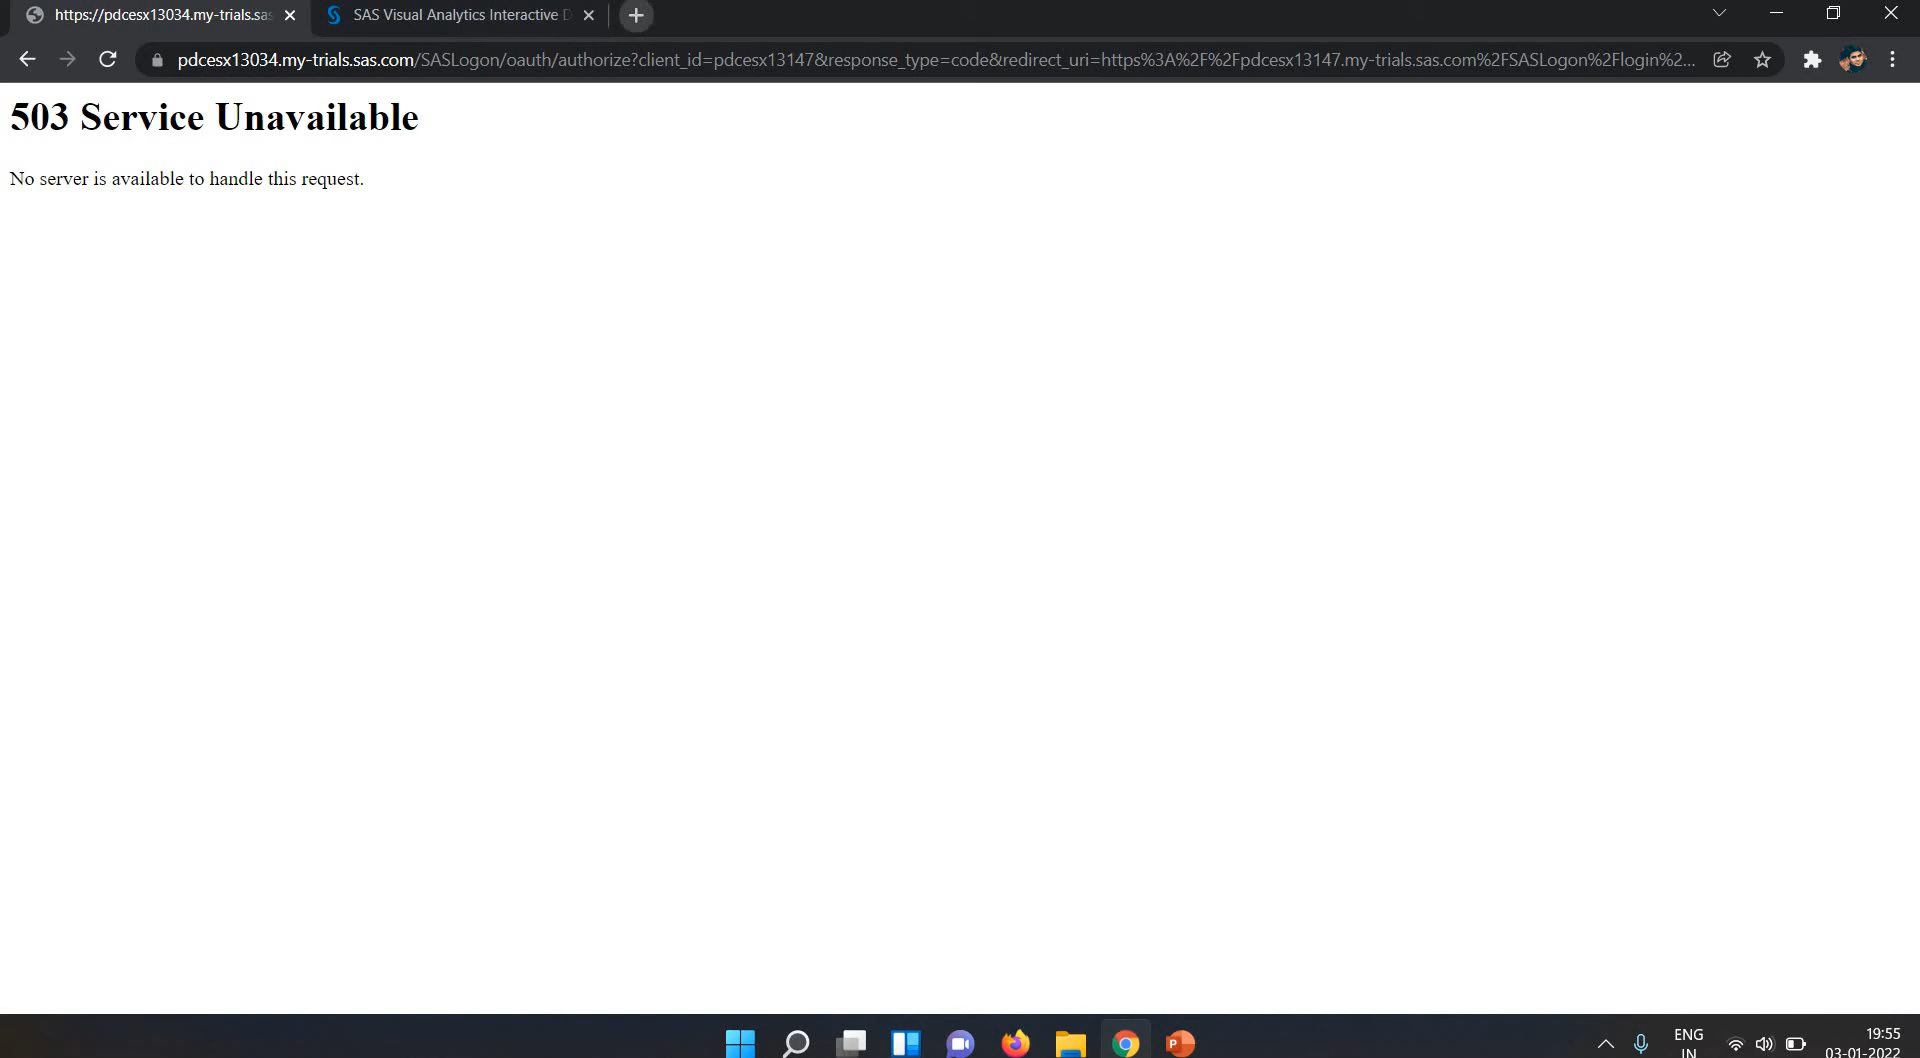 https://pdcesx13034.my-trials.sas
SAS Visual Analytics Interactive D
pdcesx13034.my-trials.sas.com/SASLogon/oauth/authorize?client_id=pdcesx13147&response_type=code&redirect_uri=https%3A%2F%2Fpdcesx13147.my-trials.sas.com%2FSASLogon%2Flogin%2...
503 Service Unavailable
No server is available to handle this request.
ENG
IN
19:55
03-01-2022